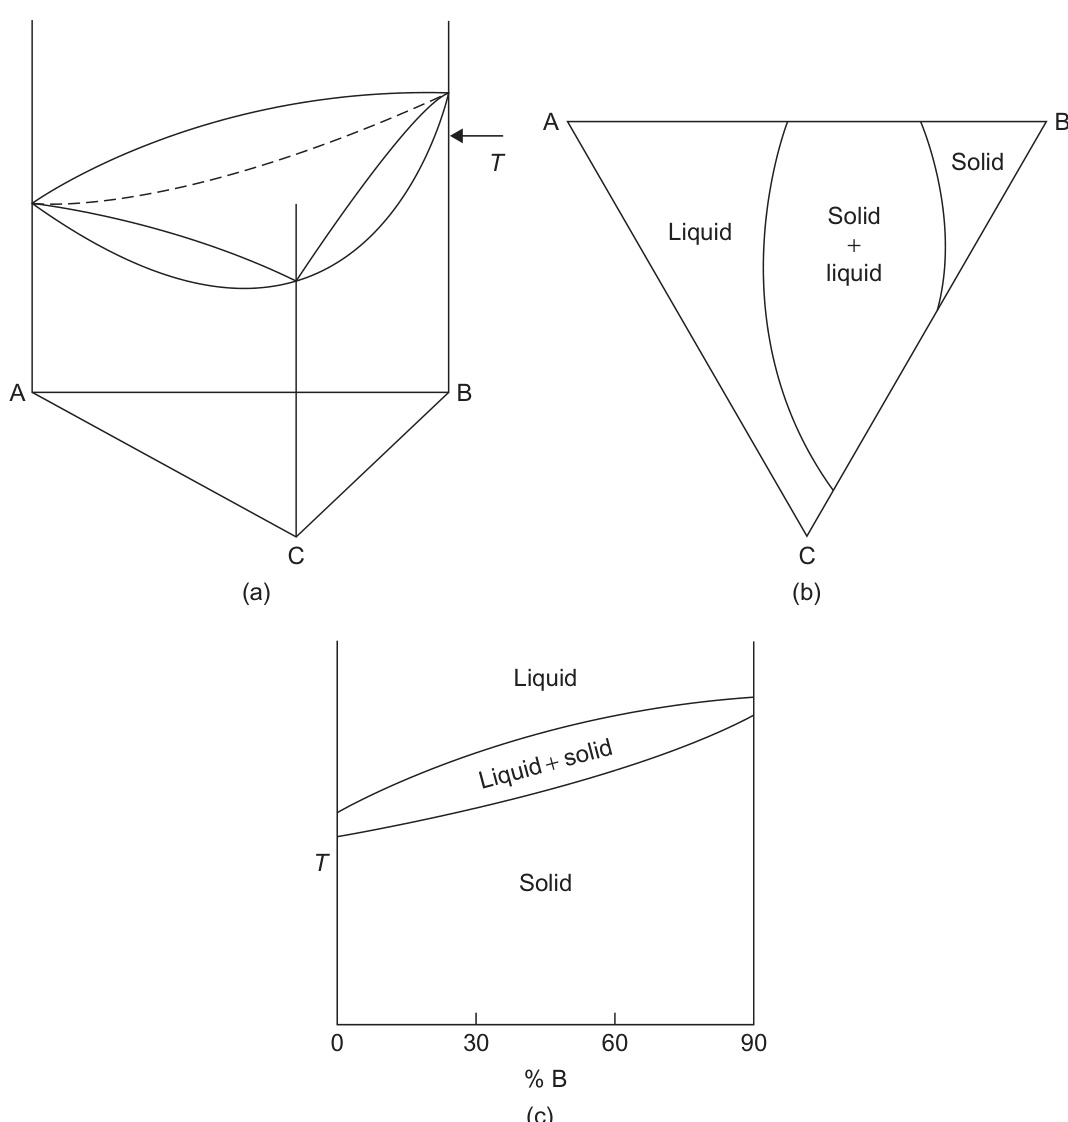 T
A
B
C
(a)
A
B
Liquid
Solid
+
liquid
Solid
C
(b)
Liquid
Liquid + solid
T
Solid
0 30 60 90
% B
(c)